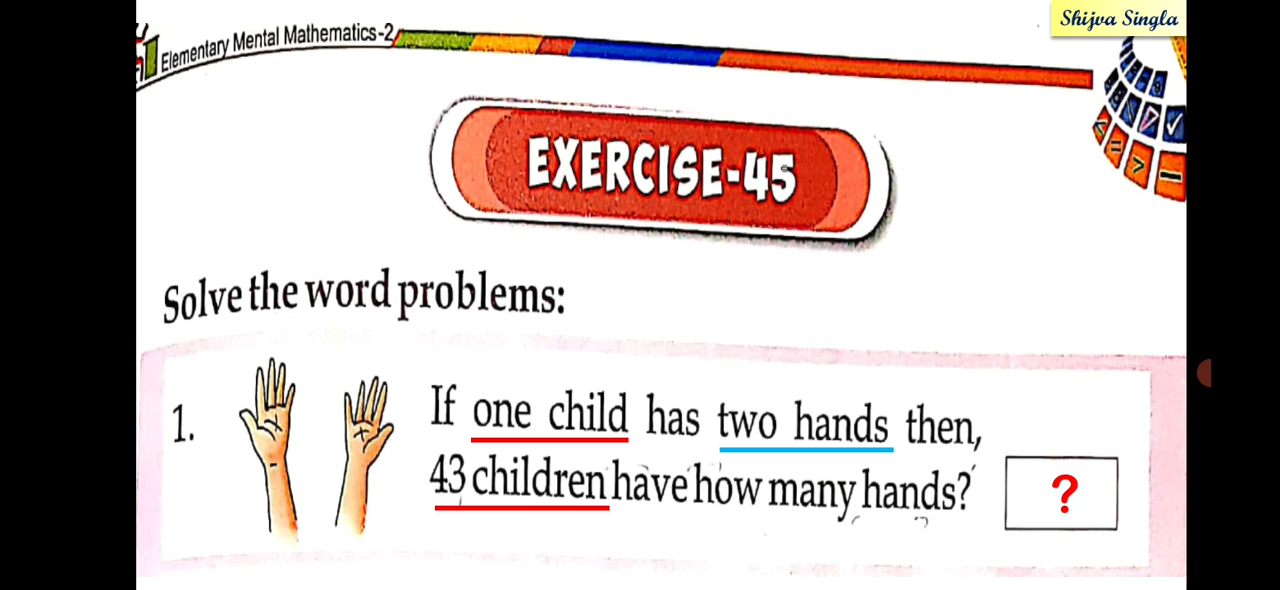 Shijva Singla
Elementary Mental Mathematics-2
EXERCISE-45
Solve the word problems:
1.
If one child has two hands then,
43 children have how many hands?
?